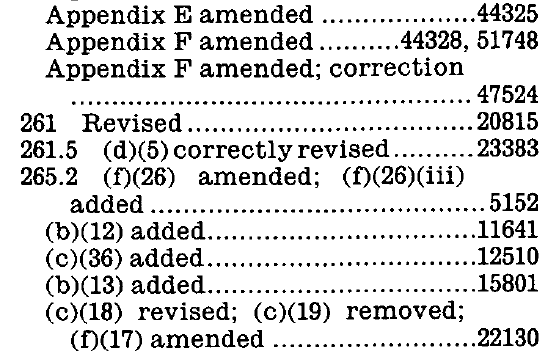 Appendix E amended ..................44325
Appendix F amended ..........44328, 51748
Appendix F amended; correction
.............................................. 47524
261 Revised.................................20815
261.5 (d)(5) correctly revised..........23383
265.2 (f)(26) amended; (f)(26)(iii)
added .......................................5152
(b)(12) added...............................11641
(c)(36) added...............................12510
(b)(13) added...............................15801
(c)(18) revised; (c)(19) removed;
(f)(17) amended .......................22130